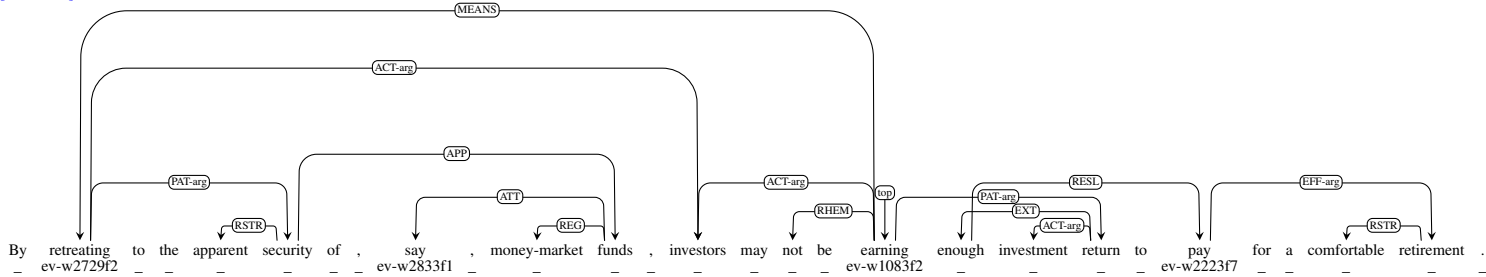 MEANS
ACT-arg
APP
PAT-arg ACT-arg RESL EFF-arg
ATT top PAT-arg
RHEM EXT
RSTR REG ACT-arg RSTR
By retreating to the apparent security of , say , money-market funds , investors may not be earning enough investment return to pay for a comfortable retirement .
_ ev-w2729f2 _ _ _ _ _ _ ev-w2833f1 _ _ _ _ _ _ _ _ ev-w1083f2 _ _ _ _ ev-w2223f7 _ _ _ _ _